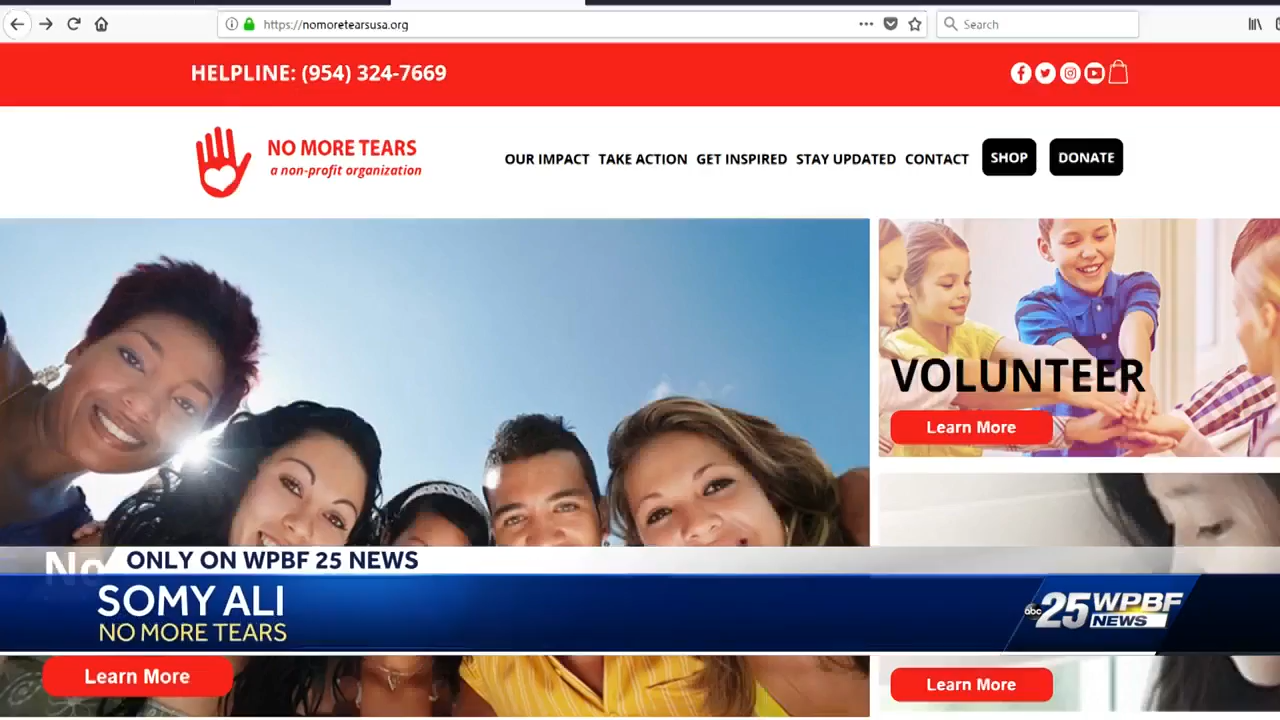 https://nomoretearsusa.org
Search
HELPLINE: (954) 324-7669
NO MORE TEARS
a non-profit organization
OUR IMPACT TAKE ACTION GET INSPIRED STAY UPDATED CONTACT SHOP DONATE
VOLUNTEER
Learn More
No
ONLY ON WPBF 25 NEWS
SOMY ALI
NO MORE TEARS
abc 25 WPBF
NEWS
Learn More
Learn More